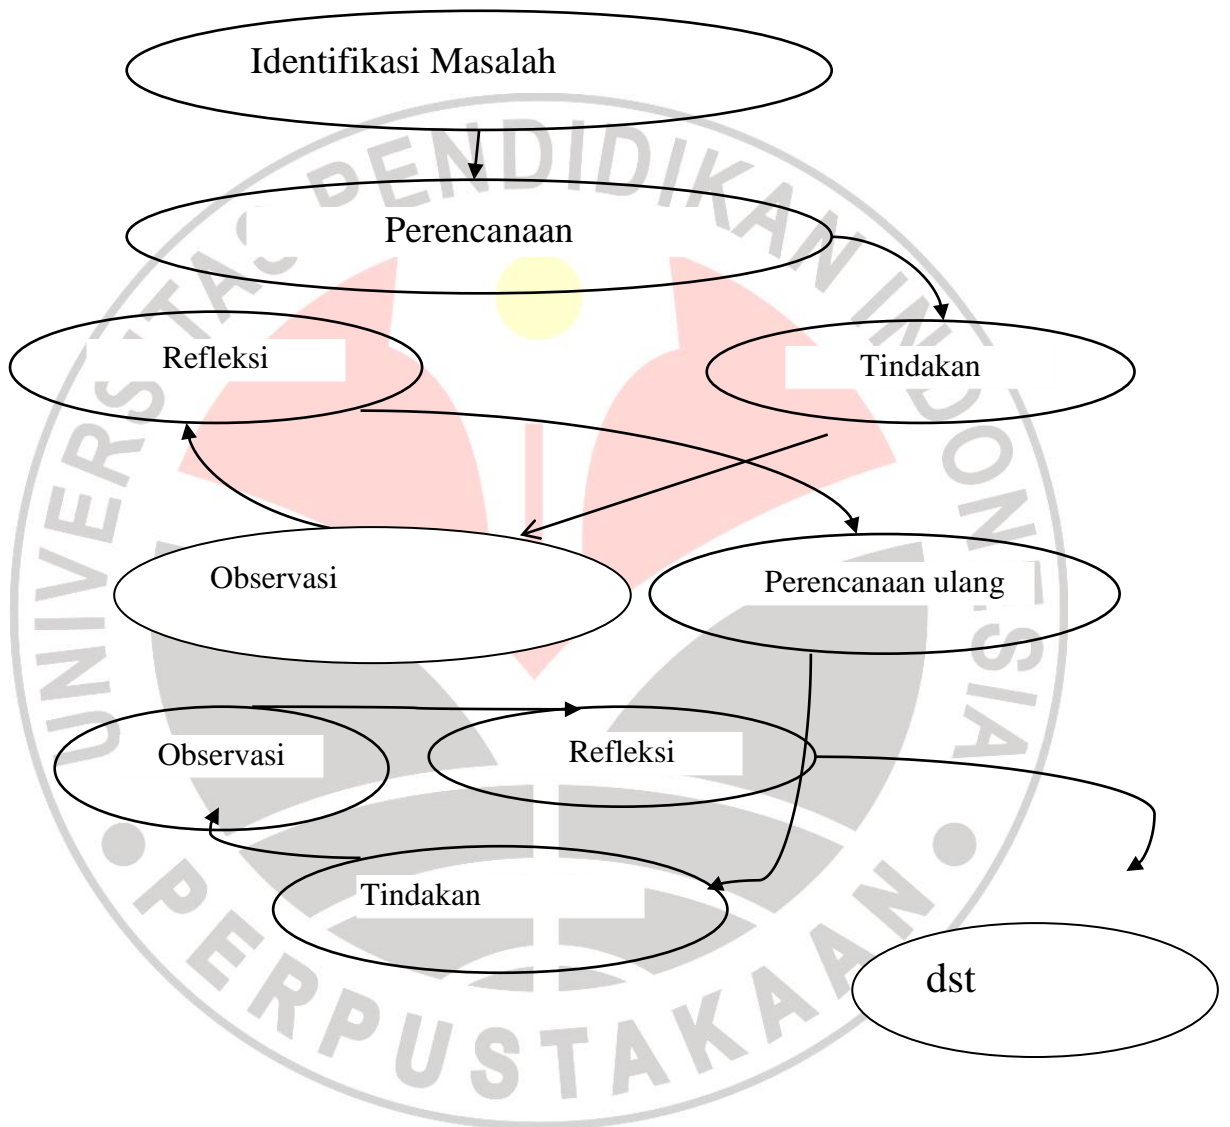 Identifikasi Masalah
Perencanaan
Refleksi
Tindakan
Observasi
Perencanaan ulang
Observasi
Refleksi
Tindakan
dst
UNIVERSITAS PENDIDIKAN INDONESIA
PERPUSTAKAAN